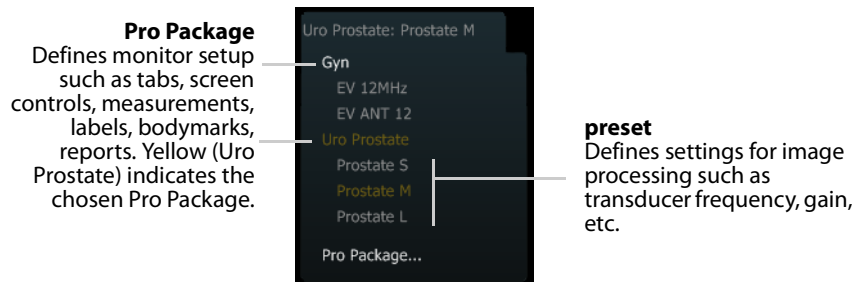 Pro Package
Defines monitor setup
such as tabs, screen
controls, measurements,
labels, bodymarks,
reports. Yellow (Uro
Prostate) indicates the
chosen Pro Package.
Uro Prostate: Prostate M
Gyn
EV 12MHz
EV ANT 12
Uro Prostate
Prostate S
Prostate M
Prostate L
Pro Package...
preset
Defines settings for image
processing such as
transducer frequency, gain,
etc.